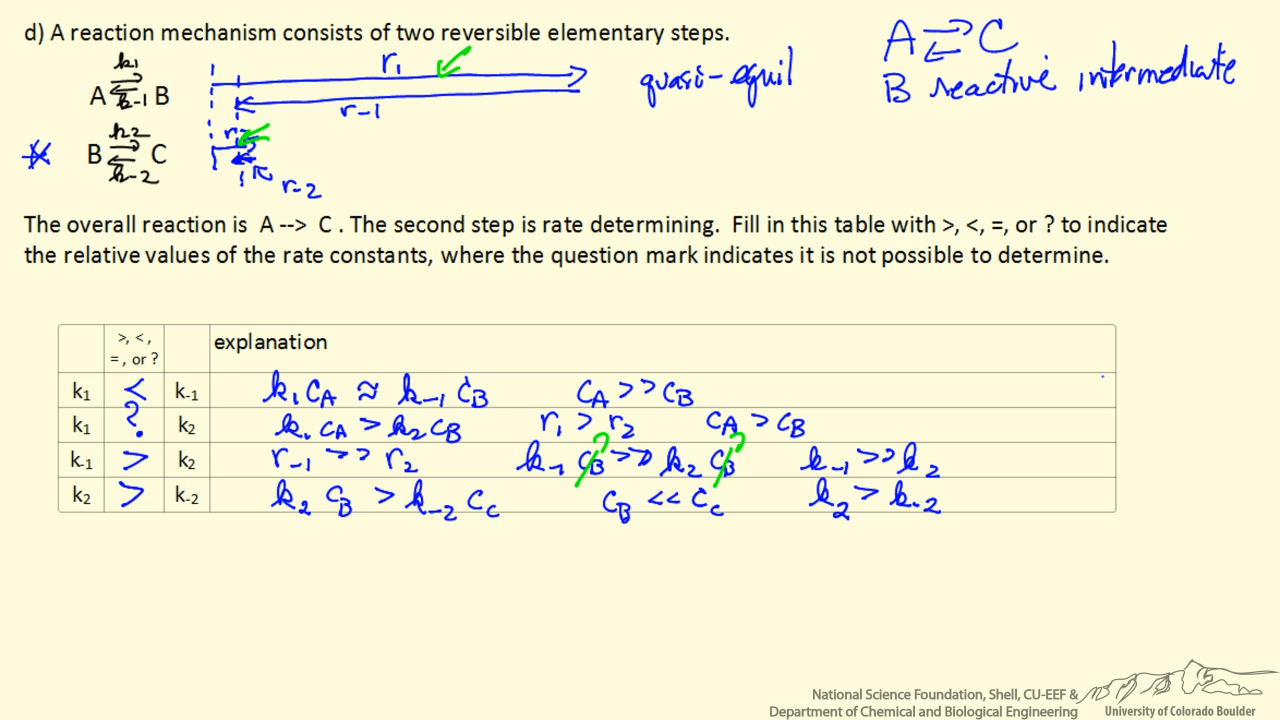 d) A reaction mechanism consists of two reversible elementary steps.
A ⇌ C
k1
r1
quasi-equil
B reactive intermediate
A ⇌ B
k-1
r-1
k2
r2
B ⇌ C
k-2
r-2
The overall reaction is A --> C . The second step is rate determining. Fill in this table with >, <, =, or ? to indicate
the relative values of the rate constants, where the question mark indicates it is not possible to determine.
>, <, =, or ? explanation
k1 < k-1 k1 CA ≈ k-1 CB CA >> CB
k1 ? k2 k1 CA > k2 CB r1 > r2 CA > CB
k-1 > k2 r-1 >> r2 k-1 CB >> k2 CB k-1 >> k2
k2 > k-2 k2 CB > k-2 CC CB << CC k2 > k-2
National Science Foundation, Shell, CU-EEF &
Department of Chemical and Biological Engineering
University of Colorado Boulder